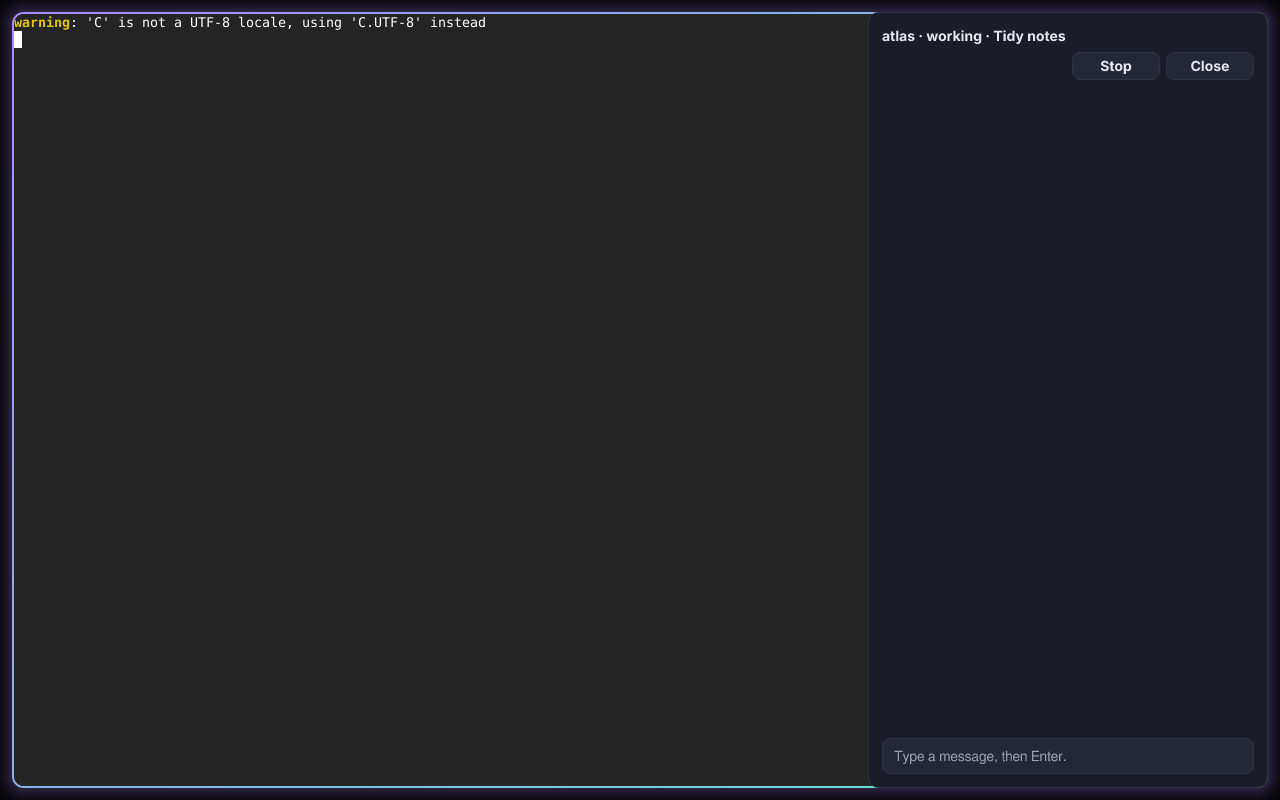 warning: 'C' is not a UTF-8 locale, using 'C.UTF-8' instead
atlas · working · Tidy notes
Stop
Close
Type a message, then Enter.